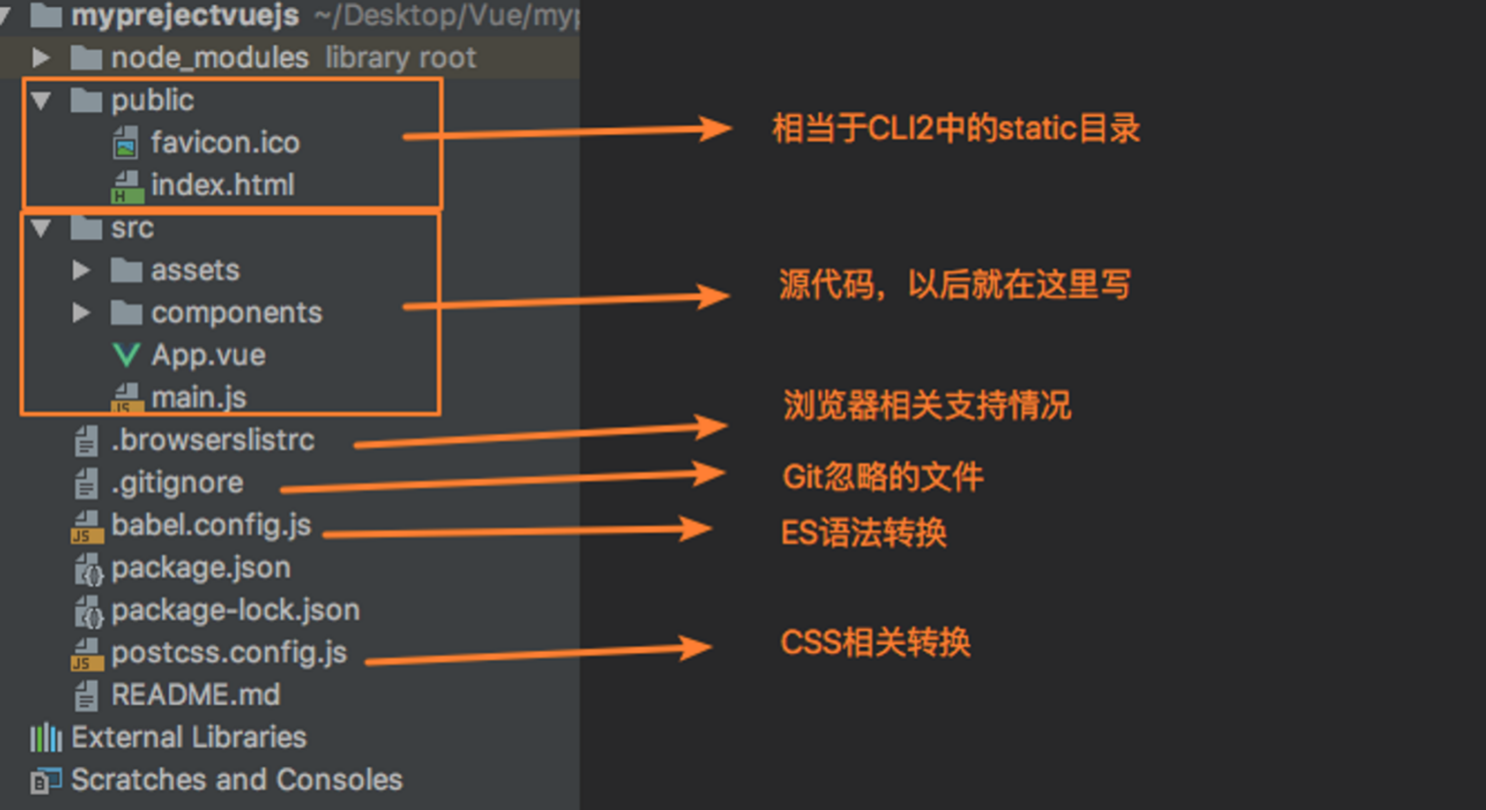 myprejectvuejs ~/Desktop/Vue/myp
node_modules library root
public
favicon.ico
相当于CLI2中的static目录
index.html
src
assets
源代码，以后就在这里写
components
App.vue
main.js
浏览器相关支持情况
.browserslistrc
.gitignore
Git忽略的文件
babel.config.js
ES语法转换
package.json
package-lock.json
postcss.config.js
CSS相关转换
README.md
External Libraries
Scratches and Consoles